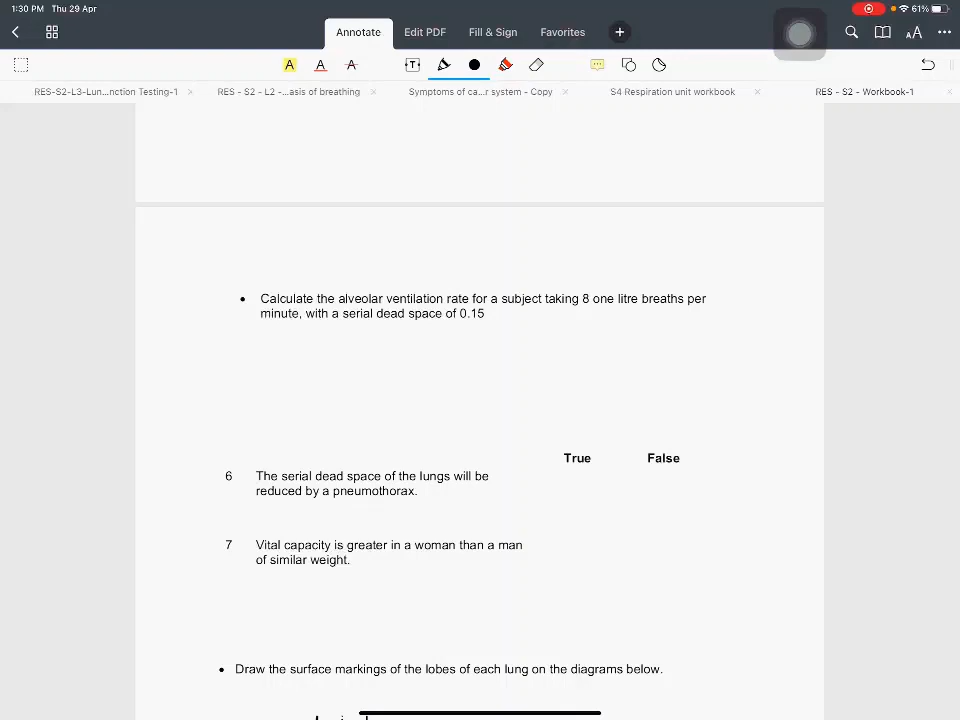 1:30 PM Thu 29 Apr
61%
Annotate Edit PDF Fill & Sign Favorites
RES-S2-L3-Lun...nction Testing-1
RES - S2 - L2 -...asis of breathing
Symptoms of ca...r system - Copy
S4 Respiration unit workbook
RES - S2 - Workbook-1
• Calculate the alveolar ventilation rate for a subject taking 8 one litre breaths per
minute, with a serial dead space of 0.15
True False
6 The serial dead space of the lungs will be
reduced by a pneumothorax.
7 Vital capacity is greater in a woman than a man
of similar weight.
• Draw the surface markings of the lobes of each lung on the diagrams below.